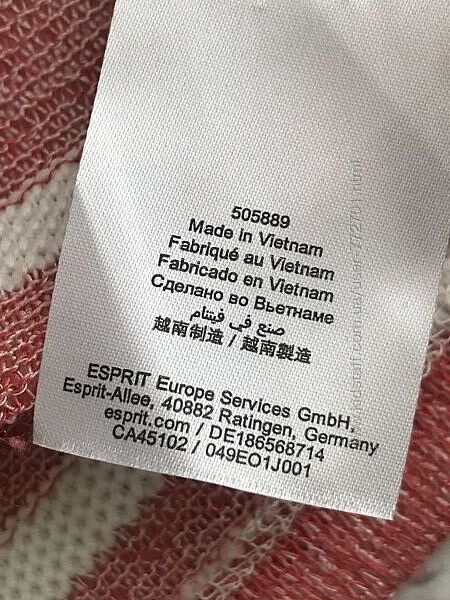 505889
Made in Vietnam
Fabriqué au Vietnam
Fabricado en Vietnam
Сделано во Вьетнаме
صنع في فيتنام
越南制造 / 越南製造
ESPRIT Europe Services GmbH,
Esprit-Allee, 40882 Ratingen, Germany
esprit.com / DE186568714
CA45102 / 049EO1J001